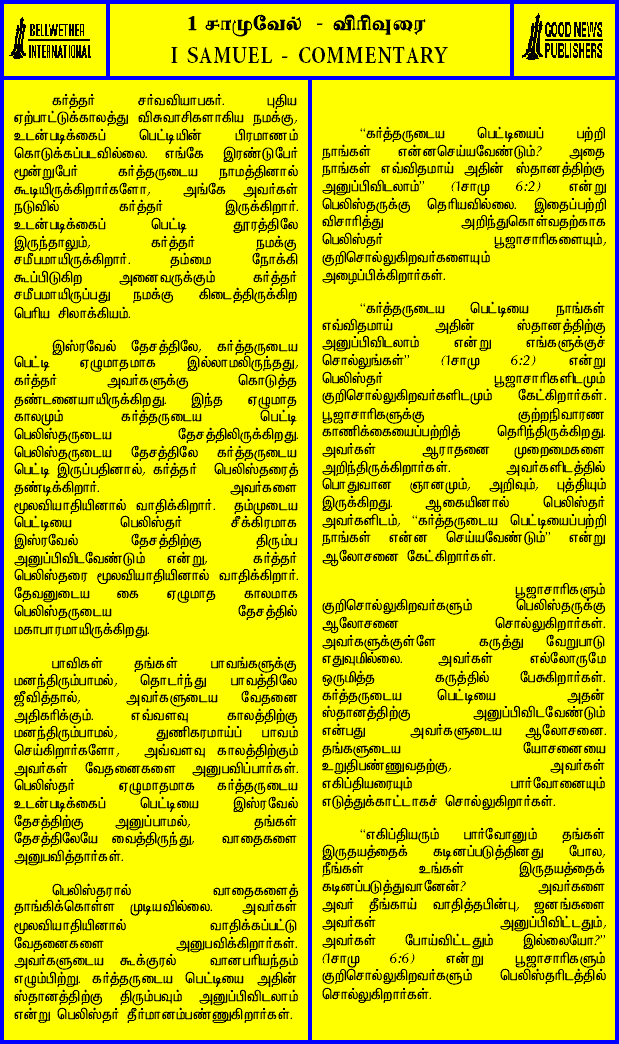 BELLWETHER
INTERNATIONAL
1 சாமுவேல் - விரிவுரை
I SAMUEL - COMMENTARY
GOOD NEWS
PUBLISHERS
கர்த்தர் சர்வவியாபகர். புதிய
ஏற்பாட்டுக்காலத்து விசுவாசிகளாகிய நமக்கு,
உடன்படிக்கைப் பெட்டியின் பிரமாணம்
கொடுக்கப்படவில்லை. எங்கே இரண்டுபேர்
மூன்றுபேர் கர்த்தருடைய நாமத்தினால்
கூடியிருக்கிறார்களோ, அங்கே அவர்கள்
நடுவில் கர்த்தர் இருக்கிறார்.
உடன்படிக்கைப் பெட்டி தூரத்திலே
இருந்தாலும், கர்த்தர் நமக்கு
சமீபமாயிருக்கிறார். தம்மை நோக்கி
கூப்பிடுகிற அனைவருக்கும் கர்த்தர்
சமீபமாயிருப்பது நமக்கு கிடைத்திருக்கிற
பெரிய சிலாக்கியம்.
இஸ்ரவேல் தேசத்திலே, கர்த்தருடைய
பெட்டி ஏழுமாதமாக இல்லாமலிருந்தது,
கர்த்தர் அவர்களுக்கு கொடுத்த
தண்டனையாயிருக்கிறது. இந்த ஏழுமாத
காலமும் கர்த்தருடைய பெட்டி
பெலிஸ்தருடைய தேசத்திலிருக்கிறது.
பெலிஸ்தருடைய தேசத்திலே கர்த்தருடைய
பெட்டி இருப்பதினால், கர்த்தர் பெலிஸ்தரைத்
தண்டிக்கிறார். அவர்களை
மூலவியாதியினால் வாதிக்கிறார். தம்முடைய
பெட்டியை பெலிஸ்தர் சீக்கிரமாக
இஸ்ரவேல் தேசத்திற்கு திரும்ப
அனுப்பிவிடவேண்டும் என்று, கர்த்தர்
பெலிஸ்தரை மூலவியாதியினால் வாதிக்கிறார்.
தேவனுடைய கை ஏழுமாத காலமாக
பெலிஸ்தருடைய தேசத்தில்
மகாபாரமாயிருக்கிறது.
பாவிகள் தங்கள் பாவங்களுக்கு
மனந்திரும்பாமல், தொடர்ந்து பாவத்திலே
ஜீவித்தால், அவர்களுடைய வேதனை
அதிகரிக்கும். எவ்வளவு காலத்திற்கு
மனந்திரும்பாமல், துணிகரமாய்ப் பாவம்
செய்கிறார்களோ, அவ்வளவு காலத்திற்கும்
அவர்கள் வேதனைகளை அனுபவிப்பார்கள்.
பெலிஸ்தர் ஏழுமாதமாக கர்த்தருடைய
உடன்படிக்கைப் பெட்டியை இஸ்ரவேல்
தேசத்திற்கு அனுப்பாமல், தங்கள்
தேசத்திலேயே வைத்திருந்து, வாதைகளை
அனுபவித்தார்கள்.
பெலிஸ்தரால் வாதைகளைத்
தாங்கிக்கொள்ள முடியவில்லை. அவர்கள்
மூலவியாதியினால் வாதிக்கப்பட்டு
வேதனைகளை அனுபவிக்கிறார்கள்.
அவர்களுடைய கூக்குரல் வானபரியந்தம்
எழும்பிற்று. கர்த்தருடைய பெட்டியை அதின்
ஸ்தானத்திற்கு திரும்பவும் அனுப்பிவிடலாம்
என்று பெலிஸ்தர் தீர்மானம்பண்ணுகிறார்கள்.
“கர்த்தருடைய பெட்டியைப் பற்றி
நாங்கள் என்னசெய்யவேண்டும்? அதை
நாங்கள் எவ்விதமாய் அதின் ஸ்தானத்திற்கு
அனுப்பிவிடலாம்” (1சாமு 6:2) என்று
பெலிஸ்தருக்கு தெரியவில்லை. இதைப்பற்றி
விசாரித்து அறிந்துகொள்வதற்காக
பெலிஸ்தர் பூஜாசாரிகளையும்,
குறிசொல்லுகிறவர்களையும்
அழைப்பிக்கிறார்கள்.
“கர்த்தருடைய பெட்டியை நாங்கள்
எவ்விதமாய் அதின் ஸ்தானத்திற்கு
அனுப்பிவிடலாம் என்று எங்களுக்குச்
சொல்லுங்கள்” (1சாமு 6:2) என்று
பெலிஸ்தர் பூஜாசாரிகளிடமும்
குறிசொல்லுகிறவர்களிடமும் கேட்கிறார்கள்.
பூஜாசாரிகளுக்கு குற்றநிவாரண
காணிக்கையைப்பற்றித் தெரிந்திருக்கிறது.
அவர்கள் ஆராதனை முறைமைகளை
அறிந்திருக்கிறார்கள். அவர்களிடத்தில்
பொதுவான ஞானமும், அறிவும், புத்தியும்
இருக்கிறது. ஆகையினால் பெலிஸ்தர்
அவர்களிடம், “கர்த்தருடைய பெட்டியைப்பற்றி
நாங்கள் என்ன செய்யவேண்டும்” என்று
ஆலோசனை கேட்கிறார்கள்.
பூஜாசாரிகளும்
குறிசொல்லுகிறவர்களும் பெலிஸ்தருக்கு
ஆலோசனை சொல்லுகிறார்கள்.
அவர்களுக்குள்ளே கருத்து வேறுபாடு
எதுவுமில்லை. அவர்கள் எல்லோருமே
ஒருமித்த கருத்தில் பேசுகிறார்கள்.
கர்த்தருடைய பெட்டியை அதன்
ஸ்தானத்திற்கு அனுப்பிவிடவேண்டும்
என்பது அவர்களுடைய ஆலோசனை.
தங்களுடைய யோசனையை
உறுதிபண்ணுவதற்கு, அவர்கள்
எகிப்தியரையும் பார்வோனையும்
எடுத்துக்காட்டாகச் சொல்லுகிறார்கள்.
“எகிப்தியரும் பார்வோனும் தங்கள்
இருதயத்தைக் கடினப்படுத்தினது போல,
நீங்கள் உங்கள் இருதயத்தைக்
கடினப்படுத்துவானேன்? அவர்களை
அவர் தீங்காய் வாதித்தபின்பு, ஜனங்களை
அவர்கள் அனுப்பிவிட்டதும்,
அவர்கள் போய்விட்டதும் இல்லையோ?”
(1சாமு 6:6) என்று பூஜாசாரிகளும்
குறிசொல்லுகிறவர்களும் பெலிஸ்தரிடத்தில்
சொல்லுகிறார்கள்.